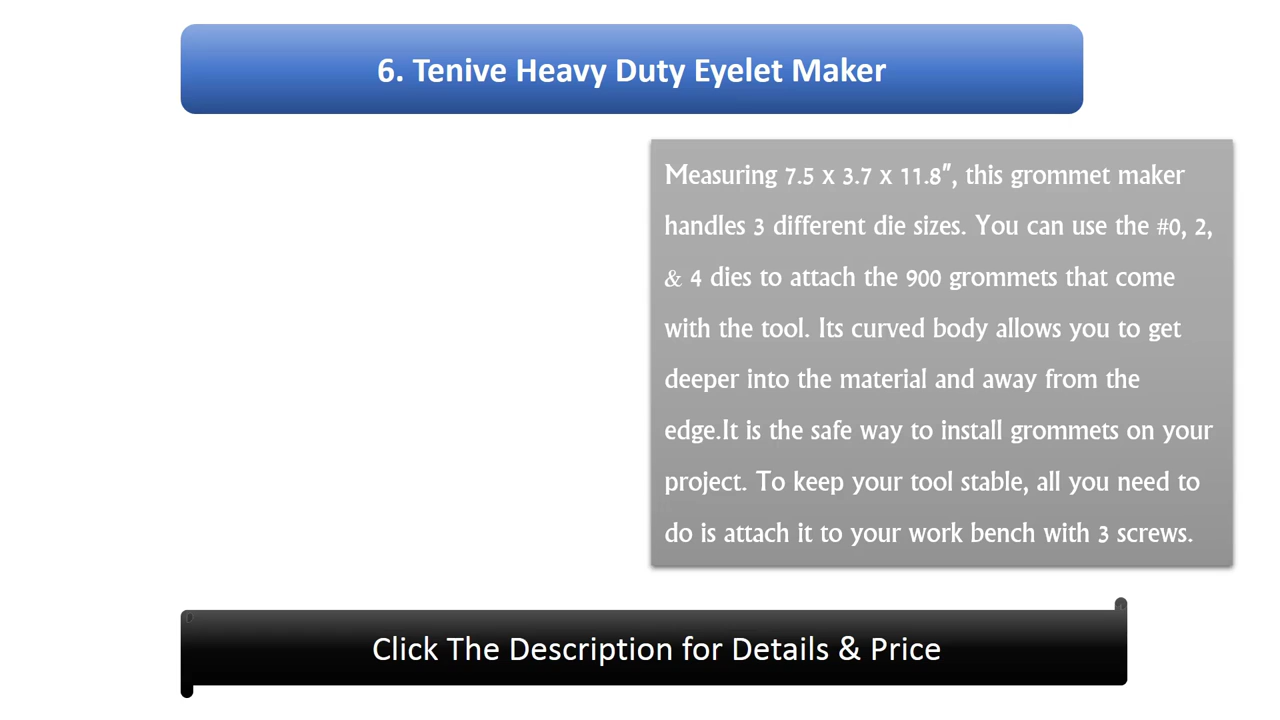 6. Tenive Heavy Duty Eyelet Maker
Measuring 7.5 x 3.7 x 11.8", this grommet maker
handles 3 different die sizes. You can use the #0, 2,
& 4 dies to attach the 900 grommets that come
with the tool. Its curved body allows you to get
deeper into the material and away from the
edge.It is the safe way to install grommets on your
project. To keep your tool stable, all you need to
do is attach it to your work bench with 3 screws.
Click The Description for Details & Price